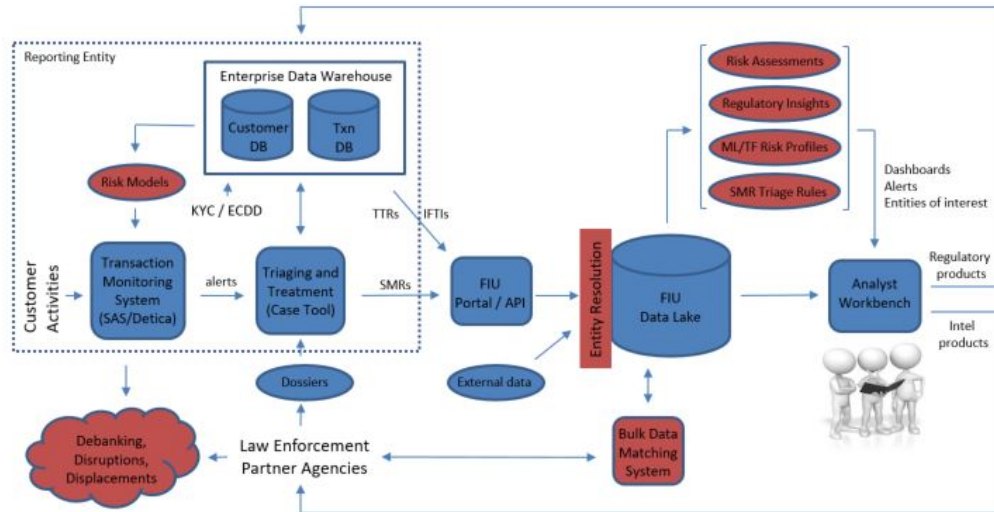 Reporting Entity
Enterprise Data Warehouse
Customer
DB
Txn
DB
Risk Models
KYC / ECDD
TTRs
IFTIs
Customer
Activities
Transaction
Monitoring
System
(SAS/Detica)
alerts
Triaging and
Treatment
(Case Tool)
SMRs
FIU
Portal / API
Entity Resolution
FIU
Data Lake
Risk Assessments
Regulatory Insights
ML/TF Risk Profiles
SMR Triage Rules
Dashboards
Alerts
Entities of interest
Analyst
Workbench
Regulatory
products
Intel
products
Dossiers
External data
Debanking,
Disruptions,
Displacements
Law Enforcement
Partner Agencies
Bulk Data
Matching
System